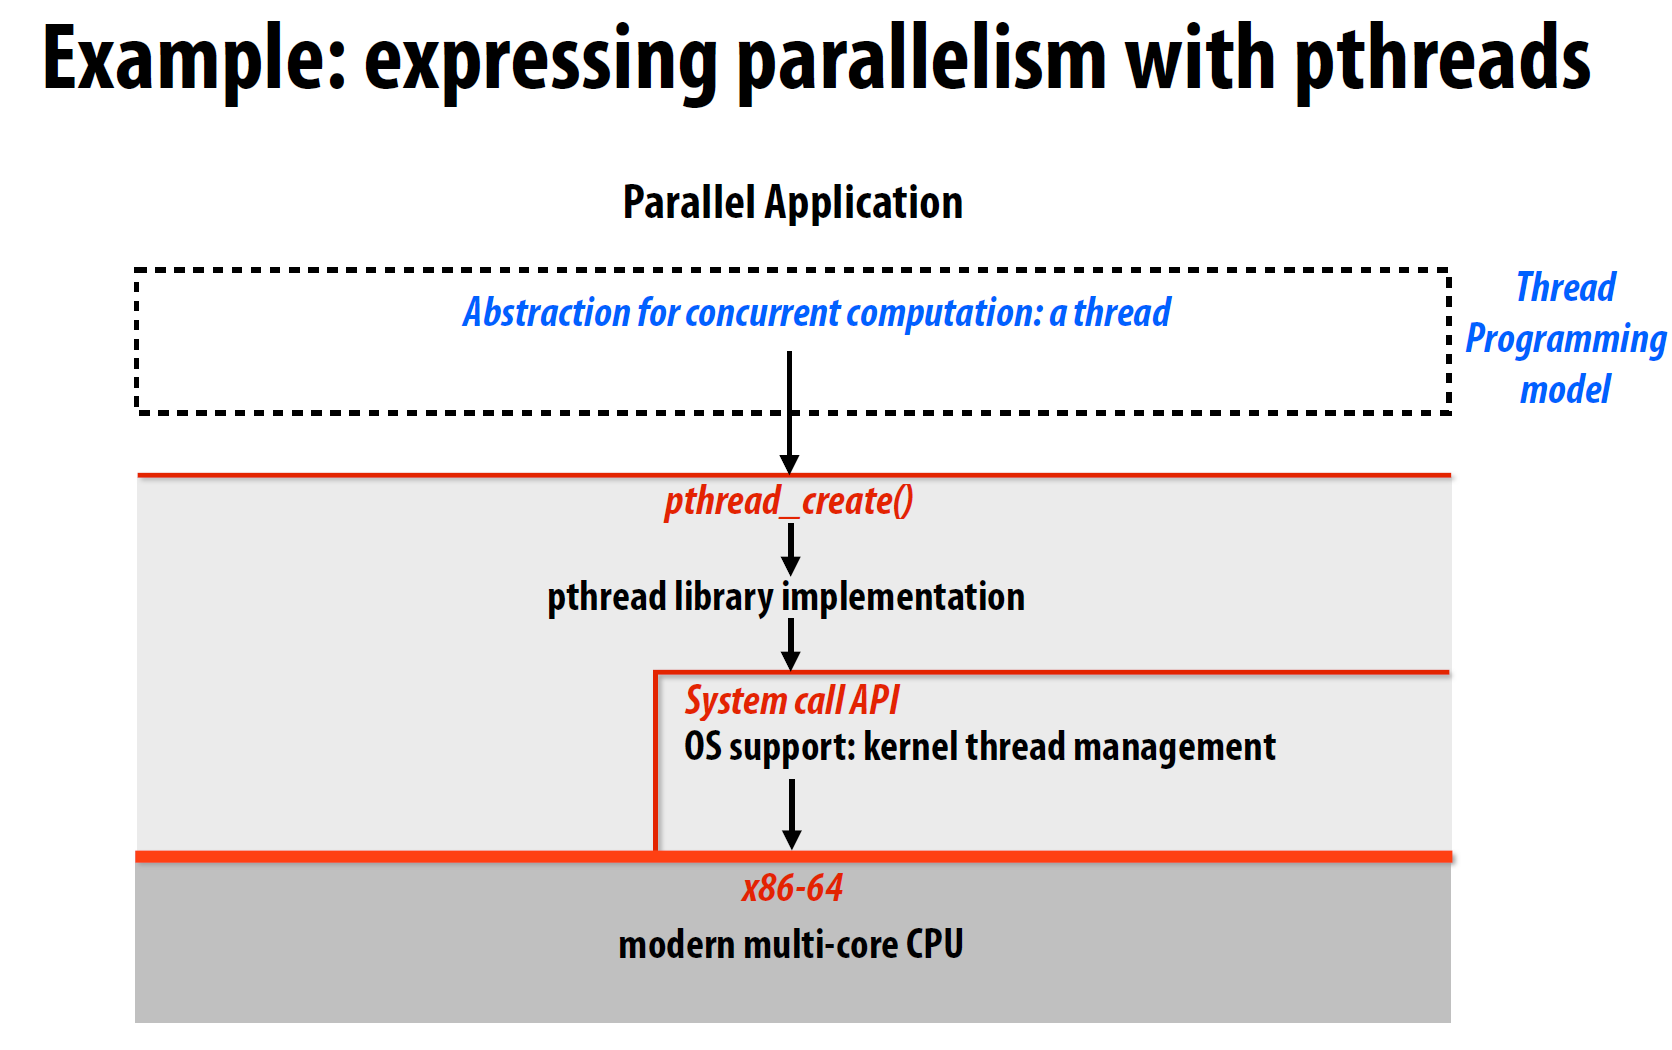 Example: expressing parallelism with pthreads
Parallel Application
Abstraction for concurrent computation: a thread
Thread
Programming
model
pthread_create()
pthread library implementation
System call API
OS support: kernel thread management
x86-64
modern multi-core CPU